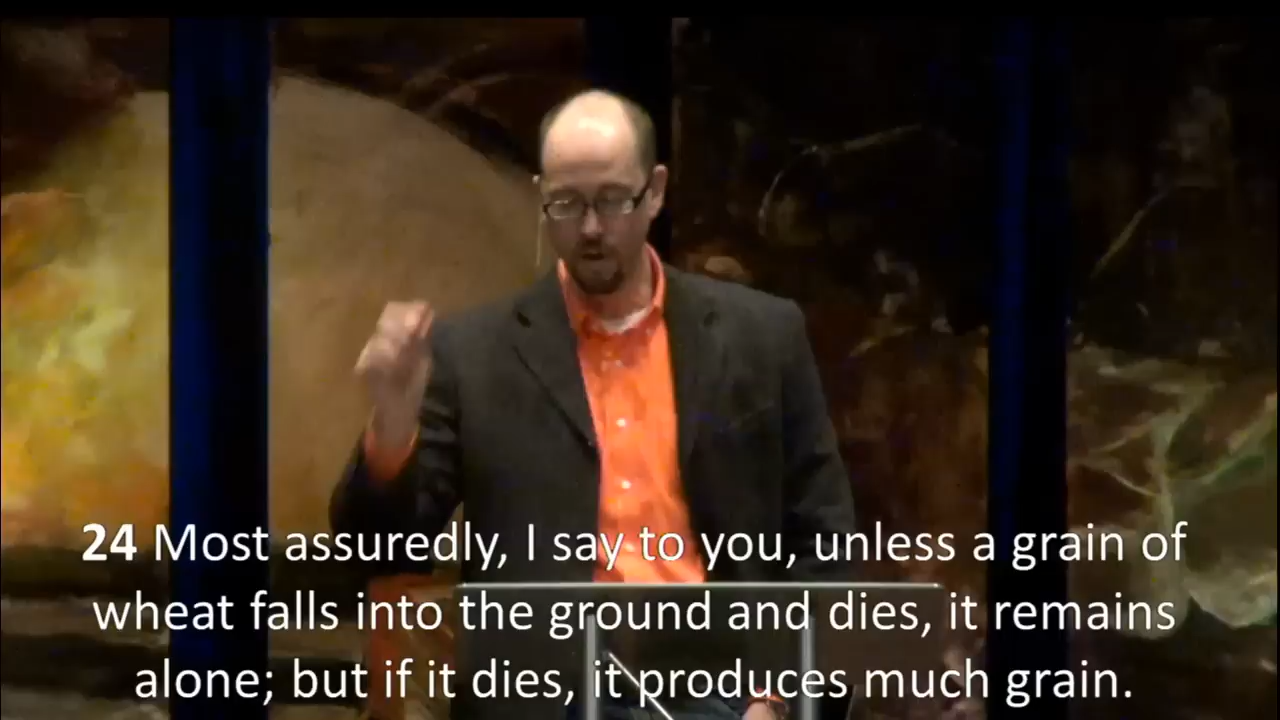 24 Most assuredly, I say to you, unless a grain of
wheat falls into the ground and dies, it remains
alone; but if it dies, it produces much grain.